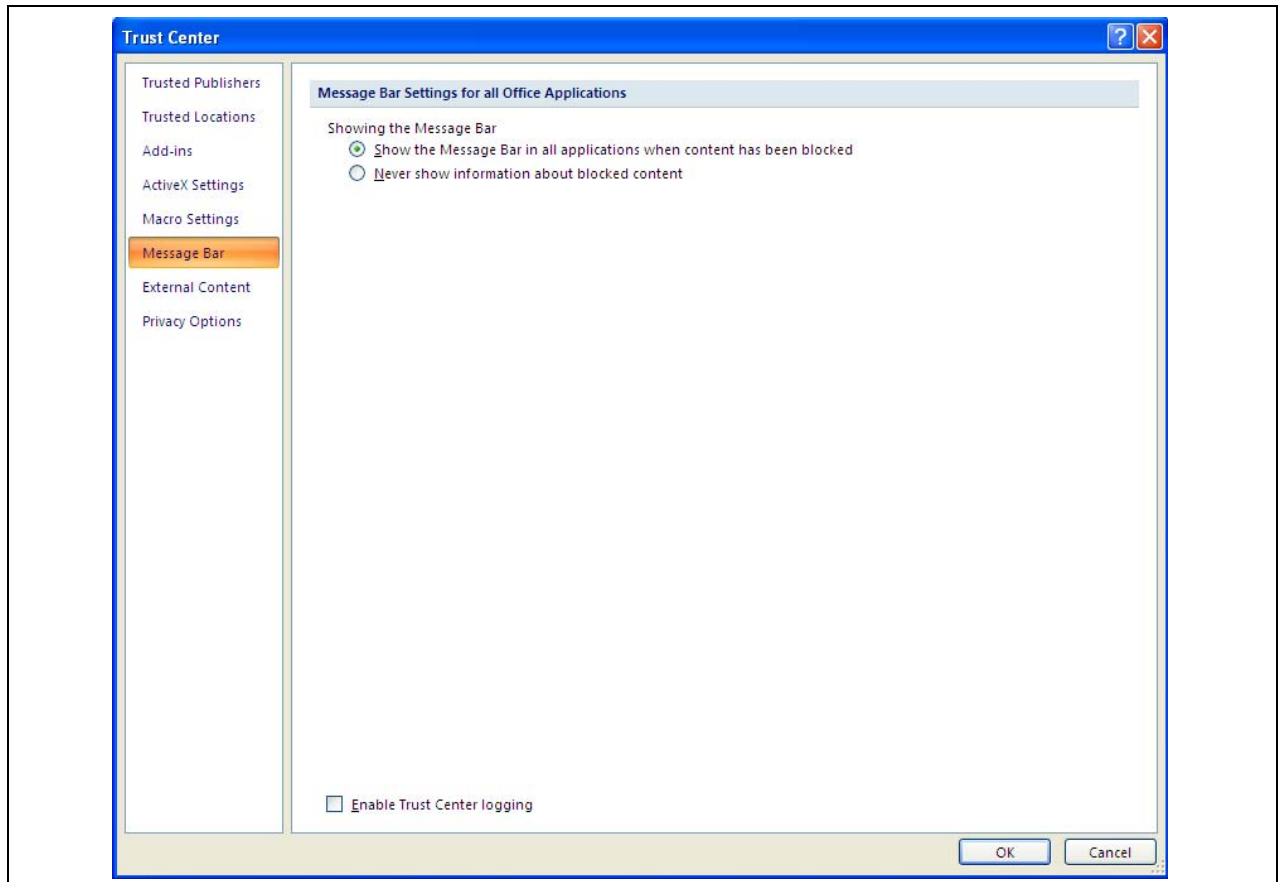 Trust Center
Trusted Publishers
Trusted Locations
Add-ins
ActiveX Settings
Macro Settings
Message Bar
External Content
Privacy Options
Message Bar Settings for all Office Applications
Showing the Message Bar
Show the Message Bar in all applications when content has been blocked
Never show information about blocked content
Enable Trust Center logging
OK
Cancel